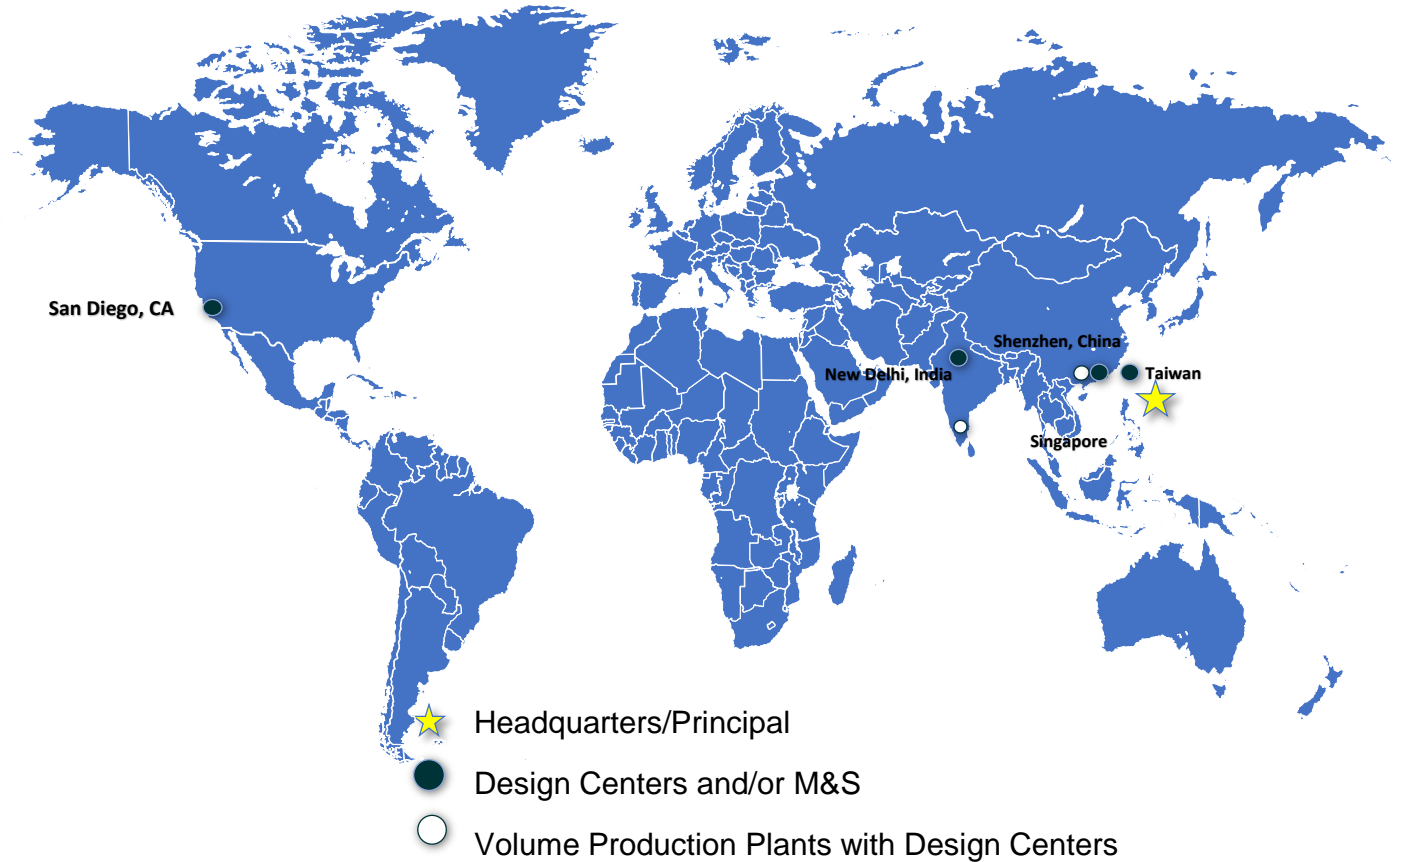 San Diego, CA
Shenzhen, China
New Delhi, India
Taiwan
Singapore
Headquarters/Principal
Design Centers and/or M&S
Volume Production Plants with Design Centers